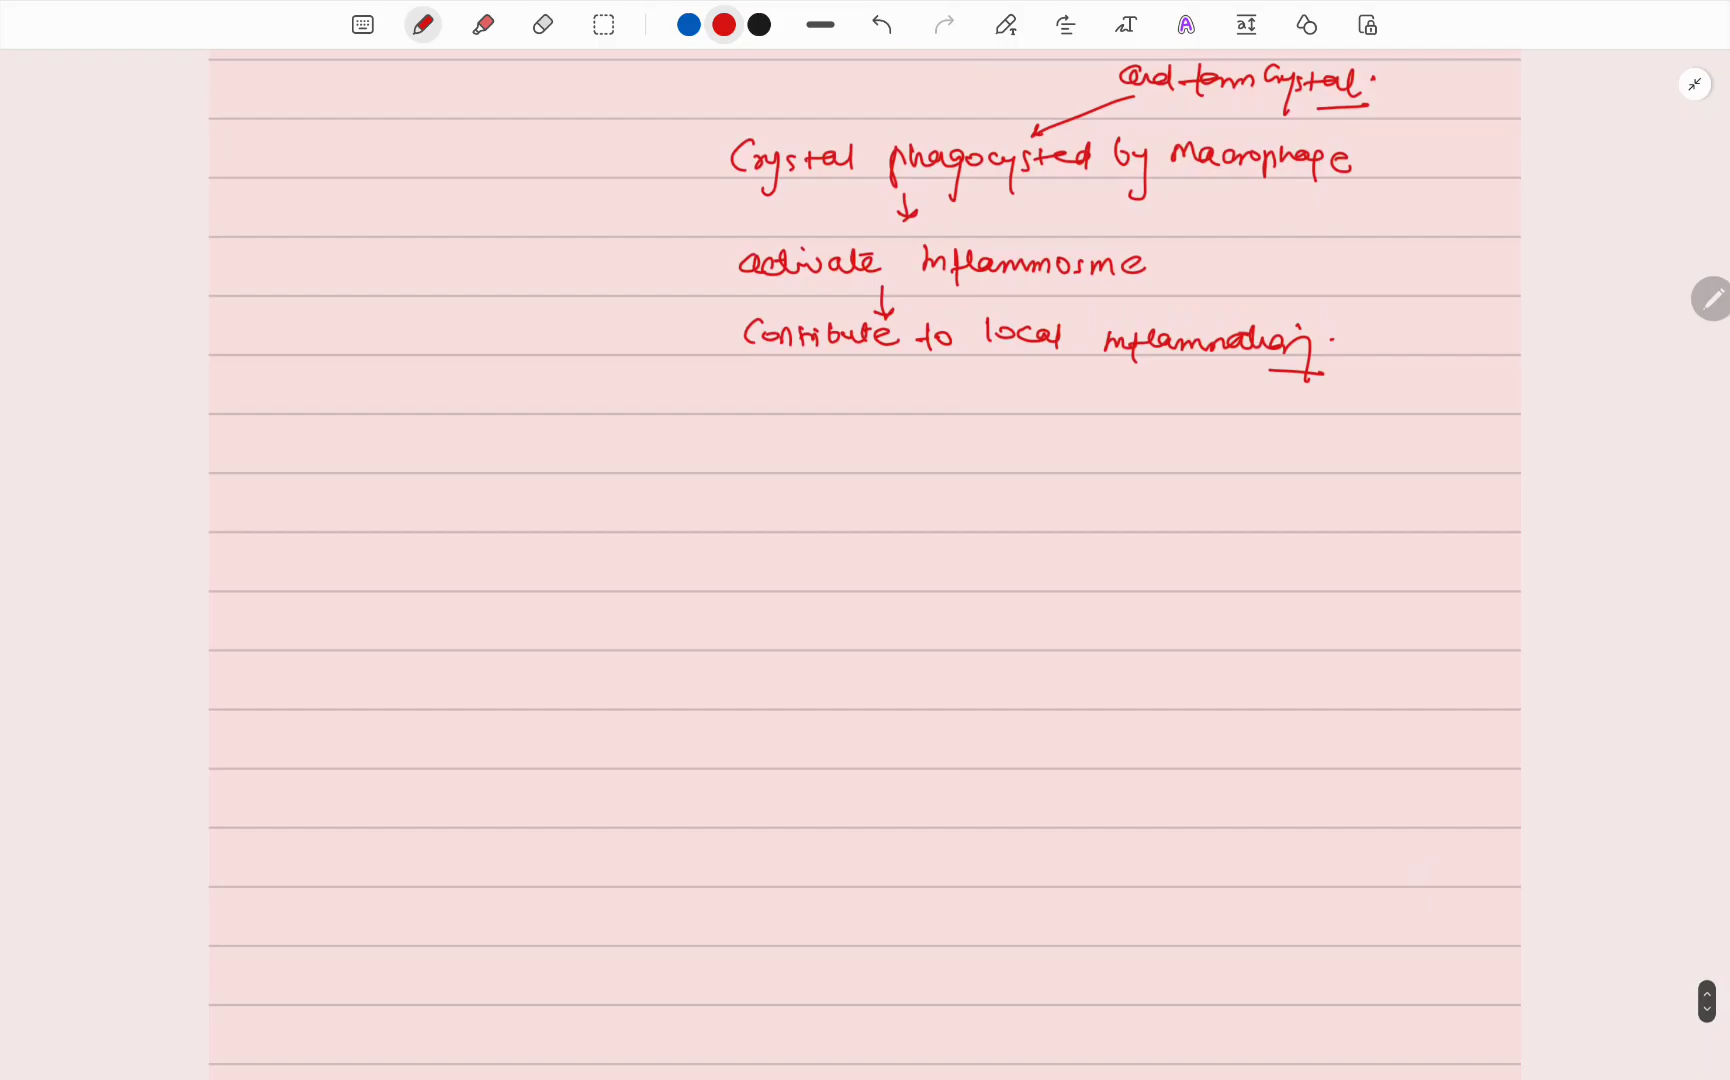 and form Crystal.
Crystal phagocysted by Macrophage
activate Inflammosme
Contribute to local inflammation.